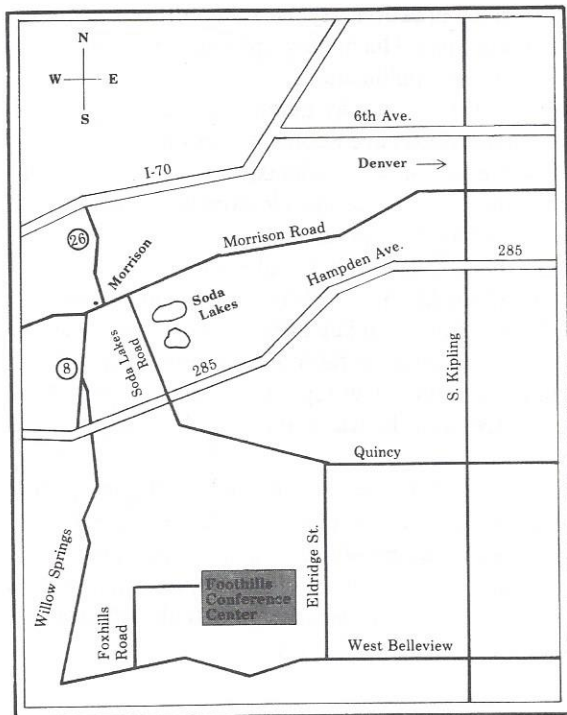 N
W E
S
6th Ave.
I-70
Denver →
26
Morrison
Morrison Road
Hampden Ave.
285
Soda
Lakes
Soda Lakes
Road
8
285
S. Kipling
Quincy
Willow Springs
Eldridge St.
Foothills
Conference
Center
Foxhills
Road
West Belleview